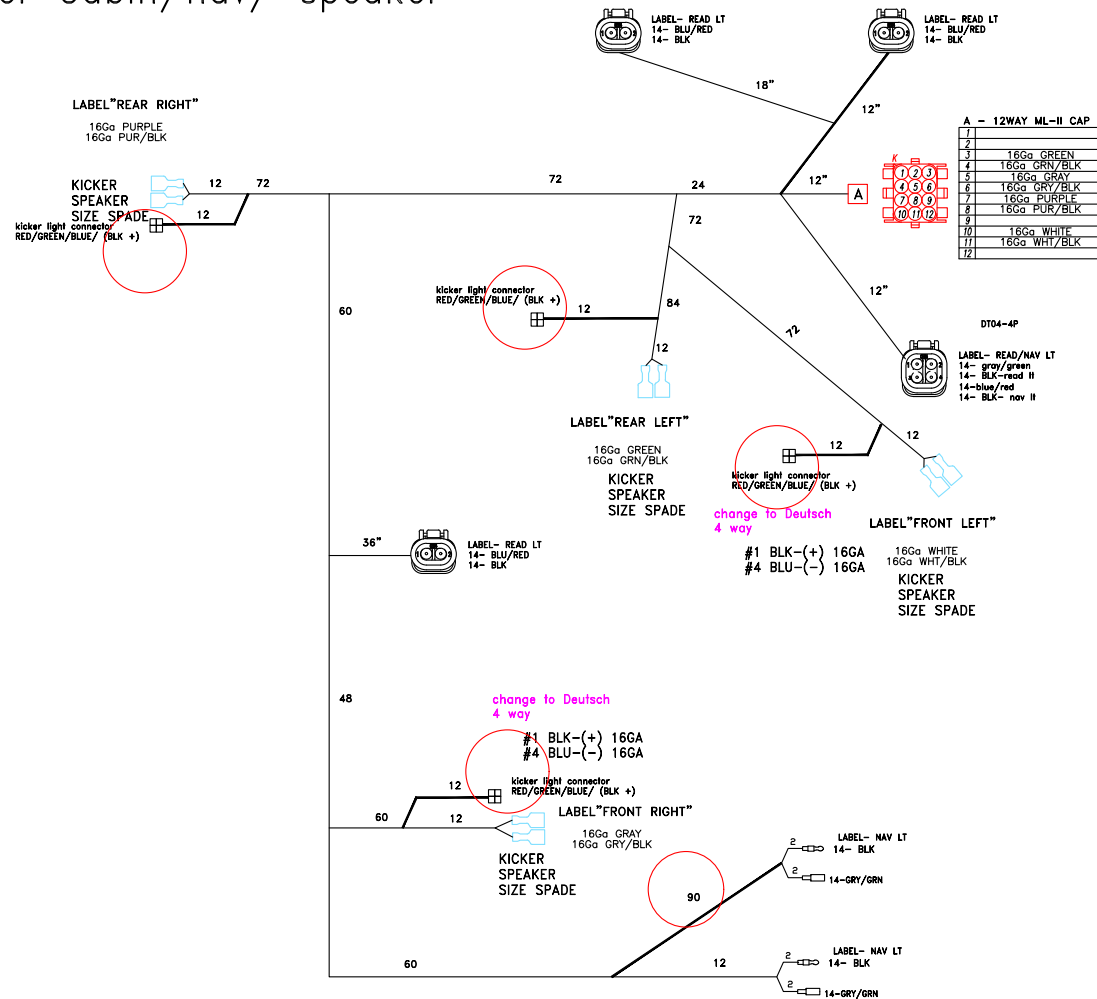 cabin/nav/ speaker
LABEL- READ LT
14- BLU/RED
14- BLK
LABEL- READ LT
14- BLU/RED
14- BLK
18"
12"
LABEL"REAR RIGHT"
16Ga PURPLE
16Ga PUR/BLK
A - 12WAY ML-II CAP
1
2
3 16Ga GREEN
4 16Ga GRN/BLK
5 16Ga GRAY
6 16Ga GRY/BLK
7 16Ga PURPLE
8 16Ga PUR/BLK
9
10 16Ga WHITE
11 16Ga WHT/BLK
12
K
1 2 3
4 5 6
7 8 9
10 11 12
12"
A
12 72
72
24
KICKER
SPEAKER
SIZE SPADE
12
kicker light connector
RED/GREEN/BLUE/ (BLK +)
72
60
kicker light connector
RED/GREEN/BLUE/ (BLK +)
12
84
12
72
12"
DT04-4P
LABEL- READ/NAV LT
14- gray/green
14- BLK-read lt
14-blue/red
14- BLK- nav lt
LABEL"REAR LEFT"
16Ga GREEN
16Ga GRN/BLK
KICKER
SPEAKER
SIZE SPADE
12
12
kicker light connector
RED/GREEN/BLUE/ (BLK +)
change to Deutsch
4 way
#1 BLK-(+) 16GA
#4 BLU-(-) 16GA
LABEL"FRONT LEFT"
16Ga WHITE
16Ga WHT/BLK
KICKER
SPEAKER
SIZE SPADE
36"
LABEL- READ LT
14- BLU/RED
14- BLK
48
change to Deutsch
4 way
#1 BLK-(+) 16GA
#4 BLU-(-) 16GA
kicker light connector
RED/GREEN/BLUE/ (BLK +)
12
60
12
LABEL"FRONT RIGHT"
16Ga GRAY
16Ga GRY/BLK
KICKER
SPEAKER
SIZE SPADE
90
2
LABEL- NAV LT
14- BLK
2
14-GRY/GRN
60
12
2
LABEL- NAV LT
14- BLK
2
14-GRY/GRN